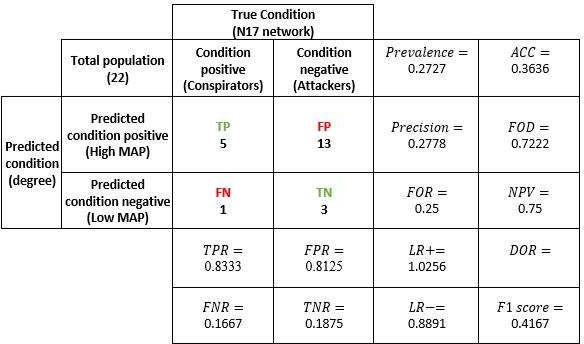 True Condition
(N17 network)
Total population
(22)
Condition
positive
(Conspirators)
Condition
negative
(Attackers)
Prevalence =
0.2727
ACC =
0.3636
Predicted
condition
(degree)
Predicted
condition positive
(High MAP)
TP
5
FP
13
Precision =
0.2778
FOD =
0.7222
Predicted
condition negative
(Low MAP)
FN
1
TN
3
FOR =
0.25
NPV =
0.75
TPR =
0.8333
FPR =
0.8125
LR+=
1.0256
DOR =
FNR =
0.1667
TNR =
0.1875
LR−=
0.8891
F1 score =
0.4167